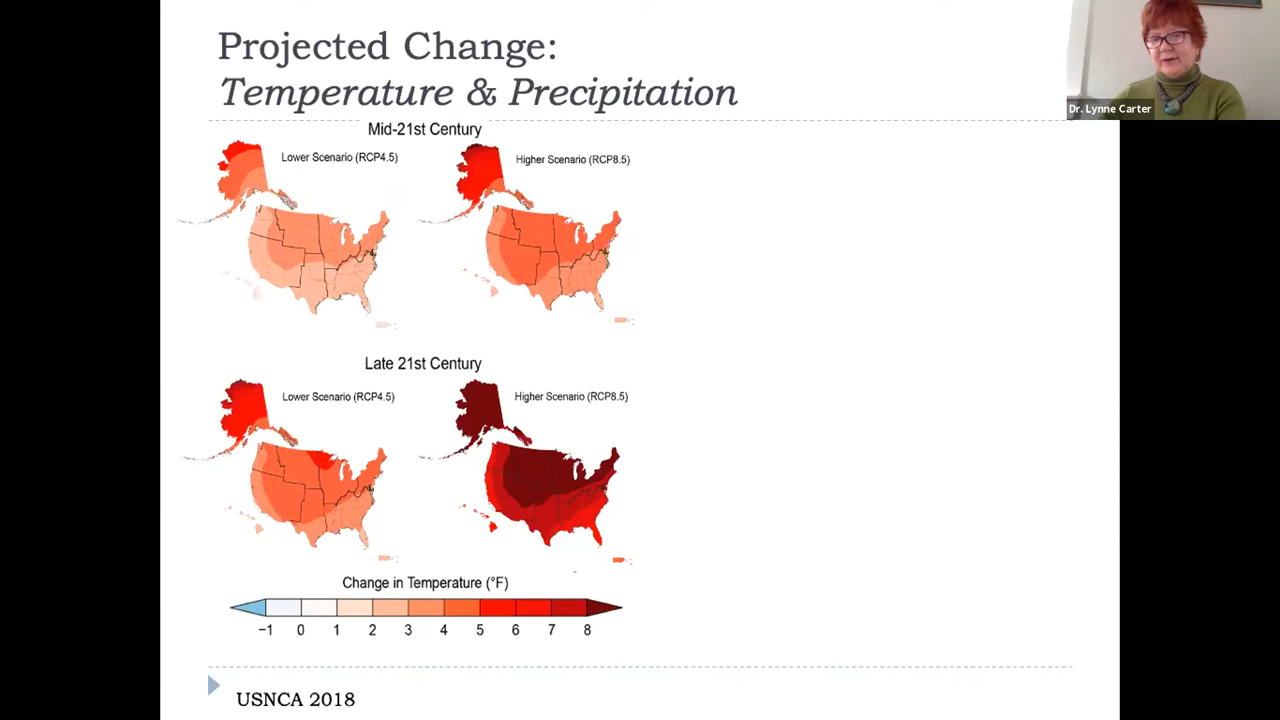 Projected Change:
Temperature & Precipitation
Dr. Lynne Carter
Mid-21st Century
Lower Scenario (RCP4.5)
Higher Scenario (RCP8.5)
Late 21st Century
Lower Scenario (RCP4.5)
Higher Scenario (RCP8.5)
Change in Temperature (°F)
−1 0 1 2 3 4 5 6 7 8
USNCA 2018